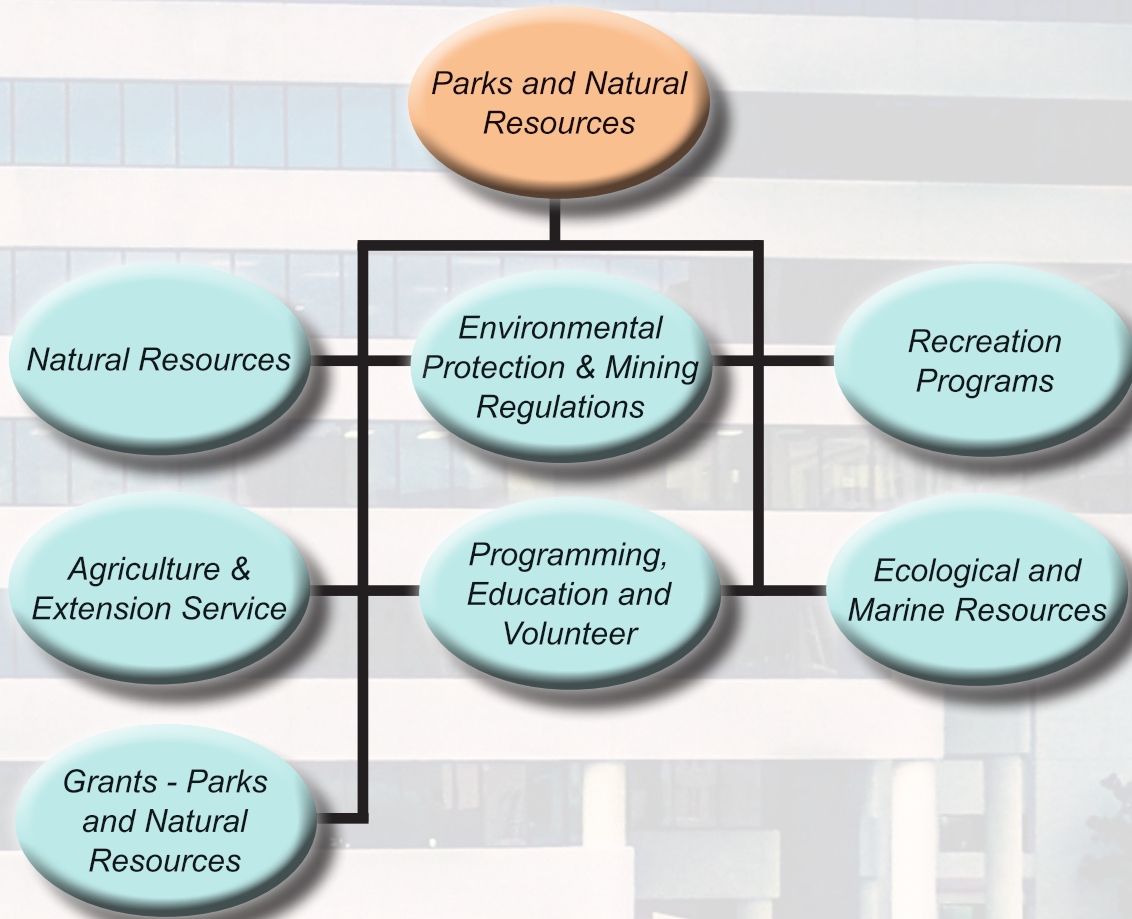 Parks and Natural
Resources
Natural Resources
Environmental
Protection & Mining
Regulations
Recreation
Programs
Agriculture &
Extension Service
Programming,
Education and
Volunteer
Ecological and
Marine Resources
Grants - Parks
and Natural
Resources